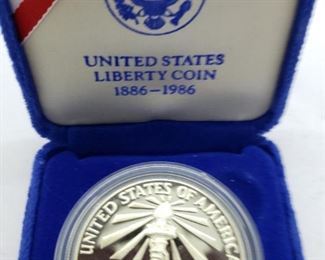 UNITED STATES
LIBERTY COIN
1886-1986
UNITED STATES OF AMERICA